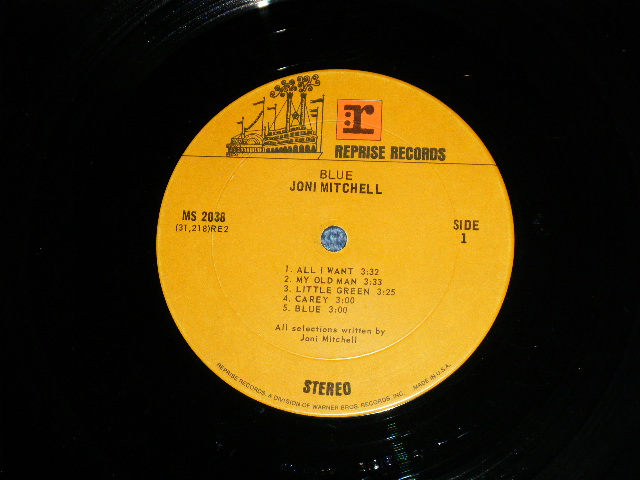 r
REPRISE RECORDS
BLUE
JONI MITCHELL
MS 2038
(31,218)RE2
SIDE
1
1. ALL I WANT 3:32
2. MY OLD MAN 3:33
3. LITTLE GREEN 3:25
4. CAREY 3:00
5. BLUE 3:00
All selections written by
Joni Mitchell
STEREO
REPRISE RECORDS, A DIVISION OF WARNER BROS. RECORDS, INC. MADE IN U.S.A.